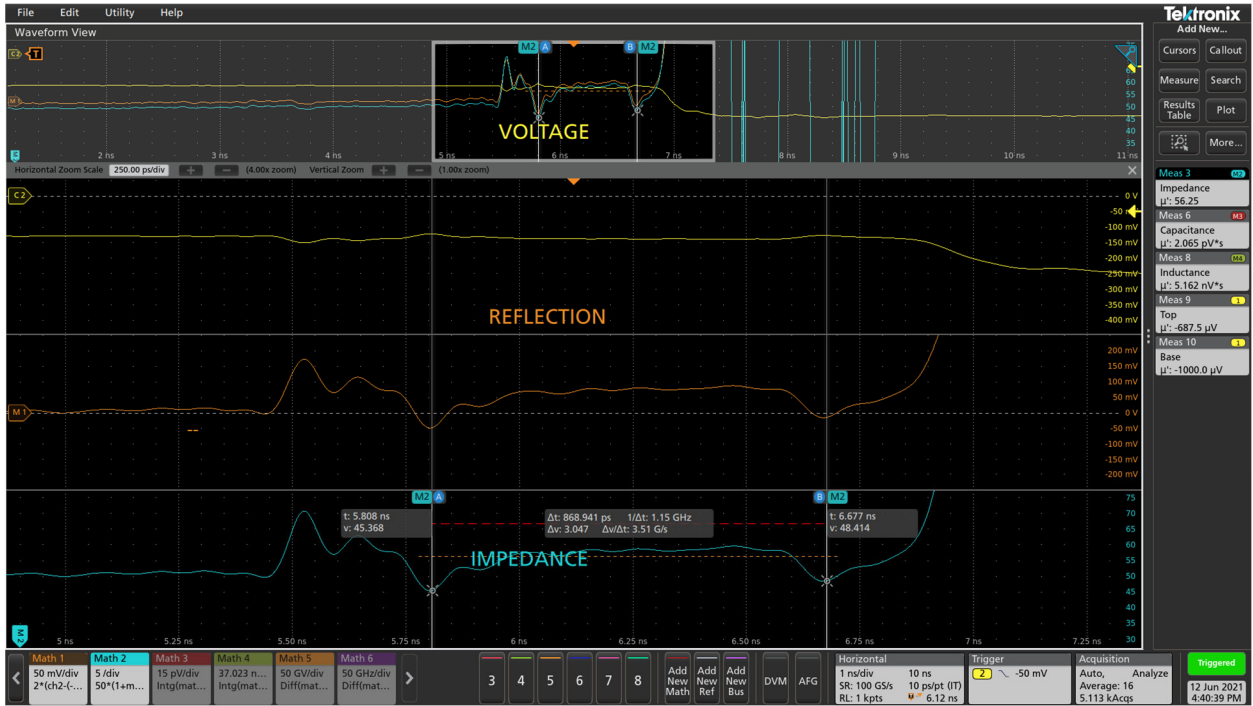 File Edit Utility Help
Tektronix
Waveform View
Add New...
Cursors Callout
Measure Search
Results Table Plot
More...
C2 T
M2 A B M2
VOLTAGE
M1
60
55
50
45
40
35
2 ns 3 ns 4 ns 5 ns 6 ns 7 ns 8 ns 9 ns 10 ns 11 ns
Horizontal Zoom Scale 250.00 ps/div + − (4.00x zoom) Vertical Zoom + − (1.00x zoom)
C2
0 V
-100 mV
-150 mV
-200 mV
-250 mV
-300 mV
-350 mV
-400 mV
REFLECTION
200 mV
150 mV
100 mV
50 mV
0 V
-50 mV
-100 mV
-150 mV
-200 mV
M1
M2 A B M2
t: 5.808 ns
v: 45.368
Δt: 868.941 ps 1/Δt: 1.15 GHz
Δv: 3.047 Δv/Δt: 3.51 G/s
t: 6.677 ns
v: 48.414
IMPEDANCE
75
70
65
60
55
50
45
40
35
30
M2
5 ns 5.25 ns 5.50 ns 5.75 ns 6 ns 6.25 ns 6.50 ns 6.75 ns 7 ns 7.25 ns
Meas 3 M2
Impedance
µ': 56.25
Meas 6 M3
Capacitance
µ': 2.065 pV*s
Meas 8 M4
Inductance
µ': 5.162 nV*s
Meas 9 1
Top
µ': -687.5 µV
Meas 10 1
Base
µ': -1000.0 µV
Math 1
50 mV/div
2*(ch2-(-...
Math 2
5 /div
50*(1+m...
Math 3
15 pV/div
Intg(mat...
Math 4
37.023 n...
Intg(mat...
Math 5
50 GV/div
Diff(mat...
Math 6
50 GHz/div
Diff(mat...
3 4 5 6 7 8
Add New Math
Add New Ref
Add New Bus
DVM AFG
Horizontal
1 ns/div 10 ns
SR: 100 GS/s 10 ps/pt (IT)
RL: 1 kpts 6.12 ns
Trigger
2 -50 mV
Acquisition
Auto, Analyze
Average: 16
5.113 kAcqs
Triggered
12 Jun 2021
4:40:39 PM